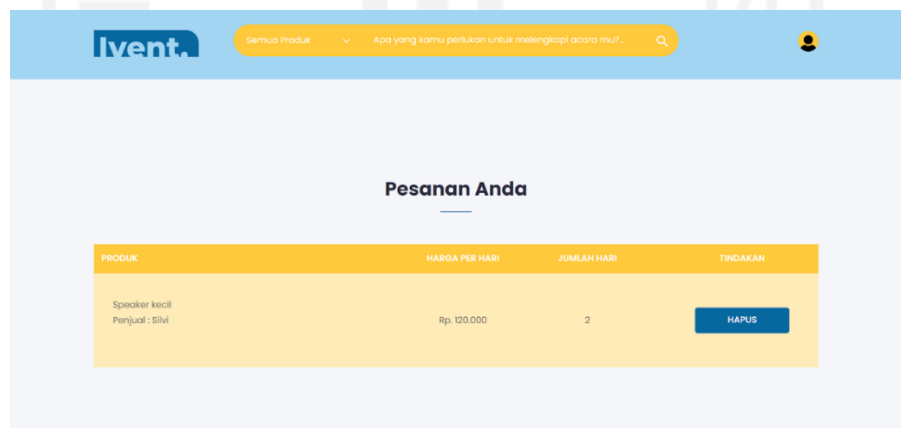 Ivent.
Semua Produk
Apa yang kamu perlukan untuk melengkapi acara mu?..
Pesanan Anda
PRODUK HARGA PER HARI JUMLAH HARI TINDAKAN
Speaker kecil
Penjual : Silvi Rp. 120.000 2 HAPUS